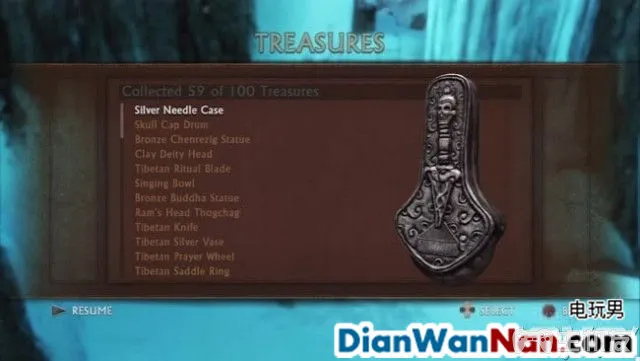 TREASURES
Collected 59 of 100 Treasures
Silver Needle Case
Skull Cap Drum
Bronze Chenrezig Statue
Clay Deity Head
Tibetan Ritual Blade
Singing Bowl
Bronze Buddha Statue
Ram's Head Thogchag
Tibetan Knife
Tibetan Silver Vase
Tibetan Prayer Wheel
Tibetan Saddle Ring
RESUME
SELECT
电玩男
DianWanNan.com